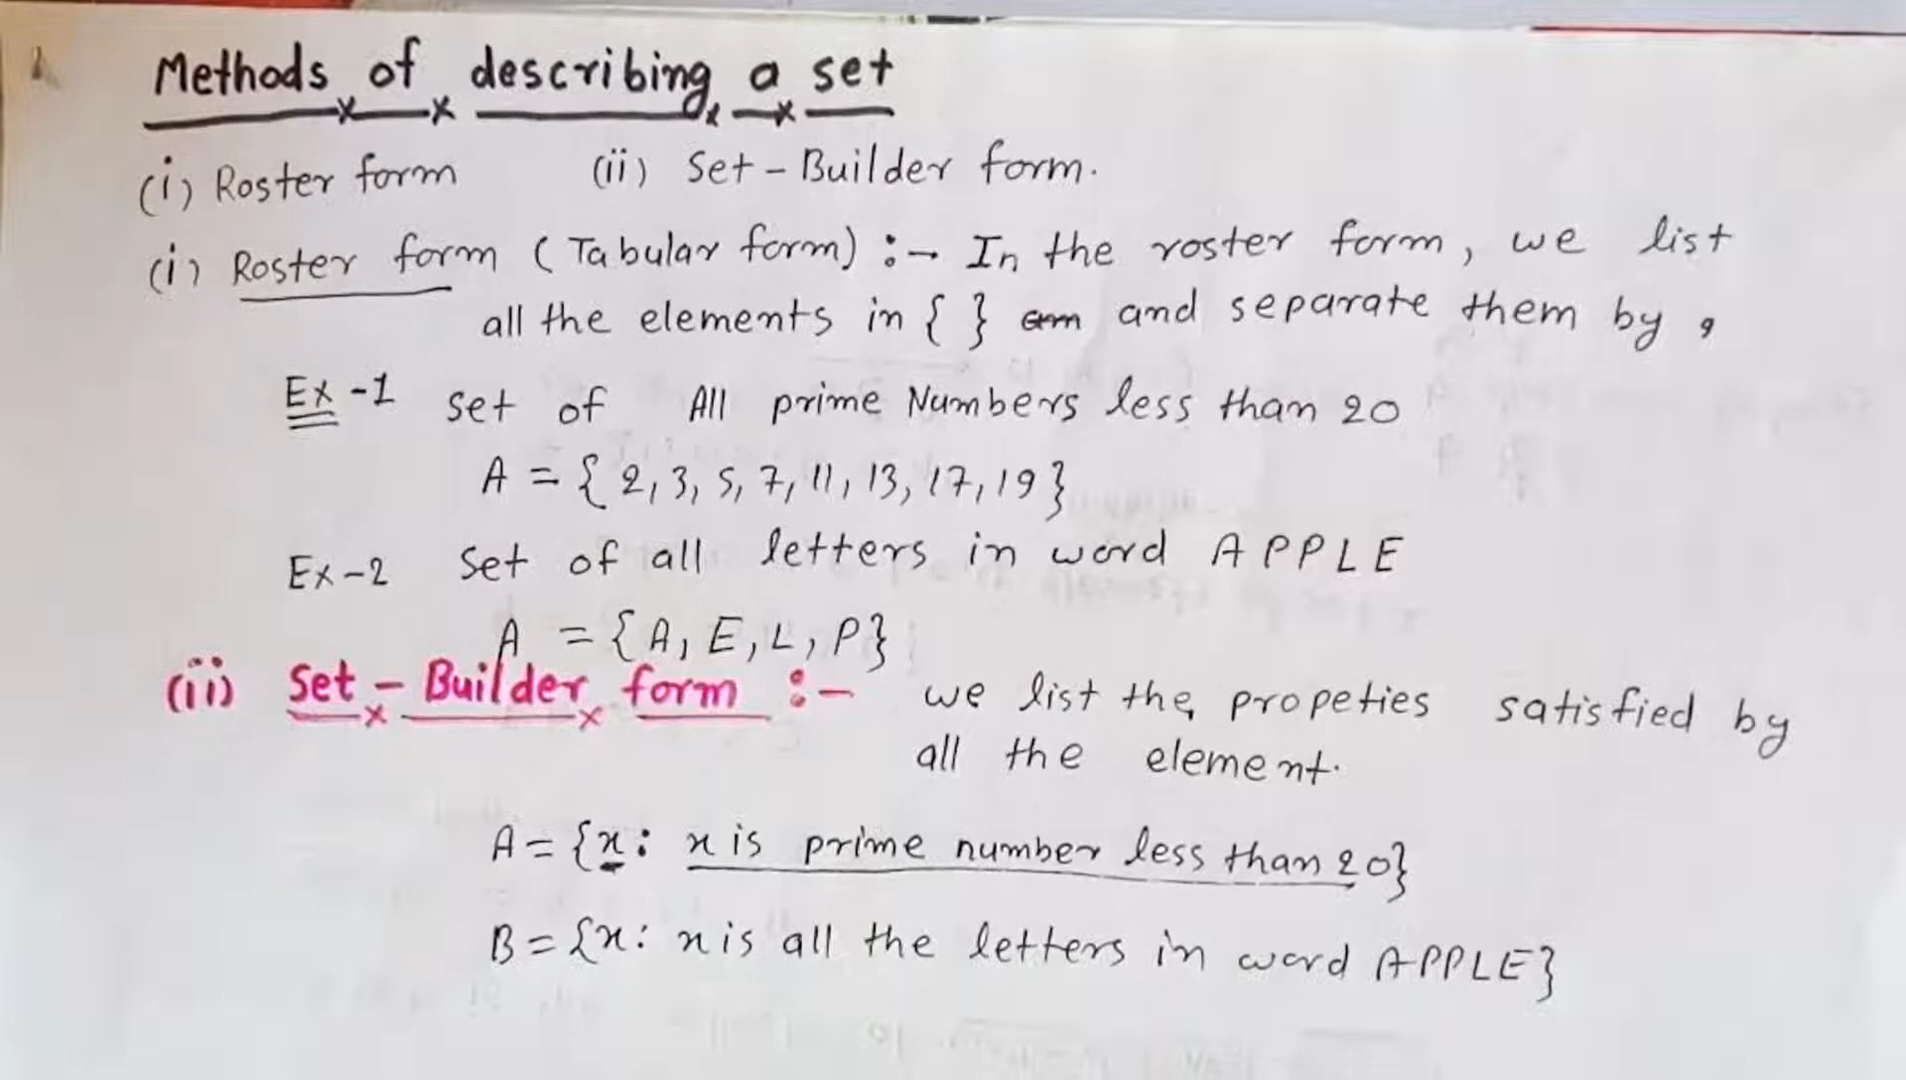 Methods of describing a set
(i) Roster form (ii) Set-Builder form.
(i) Roster form (Tabular form) :- In the roster form, we list
all the elements in { } and separate them by ,
Ex-1 set of All prime Numbers less than 20
A = { 2, 3, 5, 7, 11, 13, 17, 19}
Ex-2 Set of all letters in word APPLE
A = {A, E, L, P}
(ii) Set-Builder form :- we list the propeties satisfied by
all the element.
A = {x: x is prime number less than 20}
B = {x: x is all the letters in word APPLE}